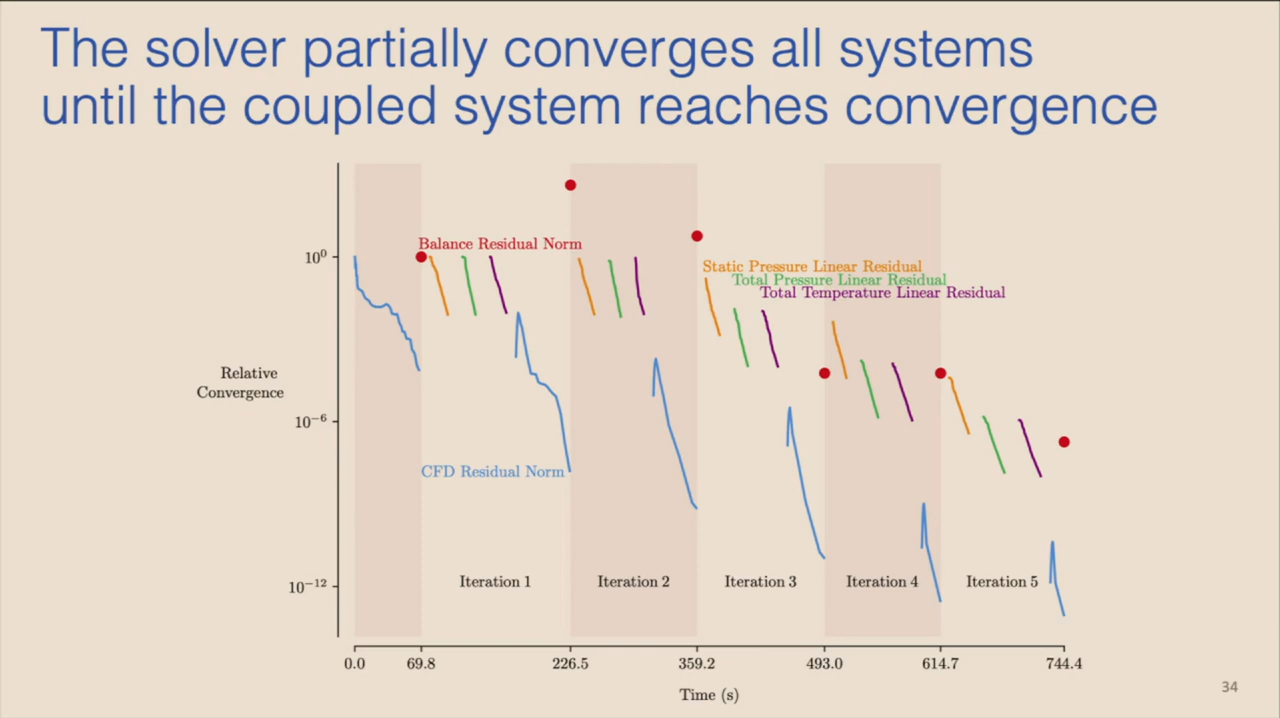 The solver partially converges all systems
until the coupled system reaches convergence
Balance Residual Norm
10⁰
Static Pressure Linear Residual
Total Pressure Linear Residual
Total Temperature Linear Residual
Relative
Convergence
10⁻⁶
CFD Residual Norm
10⁻¹²
Iteration 1
Iteration 2
Iteration 3
Iteration 4
Iteration 5
0.0
69.8
226.5
359.2
493.0
614.7
744.4
Time (s)
34